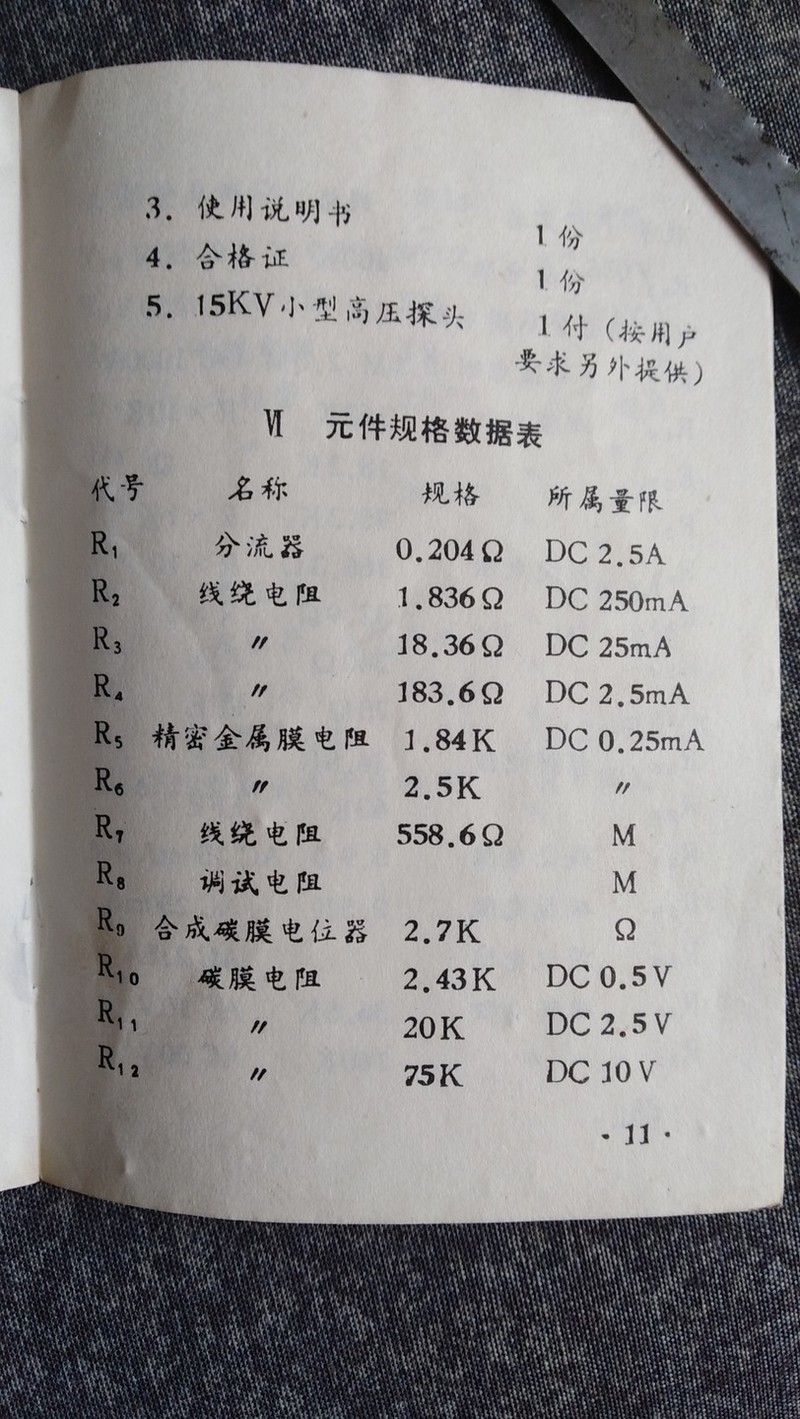 3. 使用说明书 1 份
4. 合格证 1 份
5. 15KV小型高压探头 1 付（按用户
要求另外提供）
Ⅵ 元件规格数据表
代号 名称 规格 所属量限
R₁ 分流器 0.204Ω DC 2.5A
R₂ 线绕电阻 1.836Ω DC 250mA
R₃ 〃 18.36Ω DC 25mA
R₄ 〃 183.6Ω DC 2.5mA
R₅ 精密金属膜电阻 1.84K DC 0.25mA
R₆ 〃 2.5K 〃
R₇ 线绕电阻 558.6Ω M
R₈ 调试电阻 M
R₉ 合成碳膜电位器 2.7K Ω
R₁₀ 碳膜电阻 2.43K DC 0.5V
R₁₁ 〃 20K DC 2.5V
R₁₂ 〃 75K DC 10V
· 11 ·